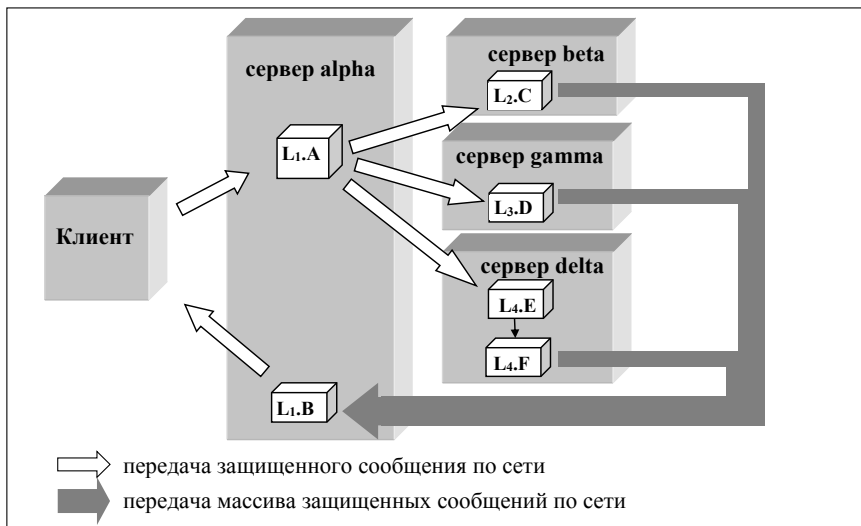 сервер alpha
сервер beta
L₂.C
L₁.A
сервер gamma
L₃.D
Клиент
сервер delta
L₄.E
L₄.F
L₁.B
передача защищенного сообщения по сети
передача массива защищенных сообщений по сети